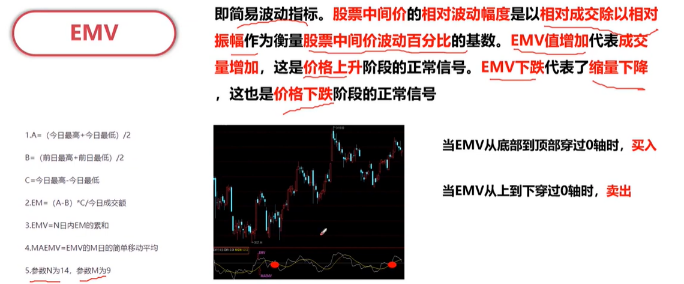 EMV
即简易波动指标。股票中间价的相对波动幅度是以相对成交除以相对
振幅作为衡量股票中间价波动百分比的基数。EMV值增加代表成交
量增加，这是价格上升阶段的正常信号。EMV下跌代表了缩量下降
，这也是价格下跌阶段的正常信号
1.A=（今日最高+今日最低）/2
B=（前日最高+前日最低）/2
C=今日最高-今日最低
2.EM=（A-B）*C/今日成交额
3.EMV=N日内EM的累和
4.MAEMV=EMV的M日的简单移动平均
5.参数N为14，参数M为9
当EMV从底部到顶部穿过0轴时，买入
当EMV从上到下穿过0轴时，卖出